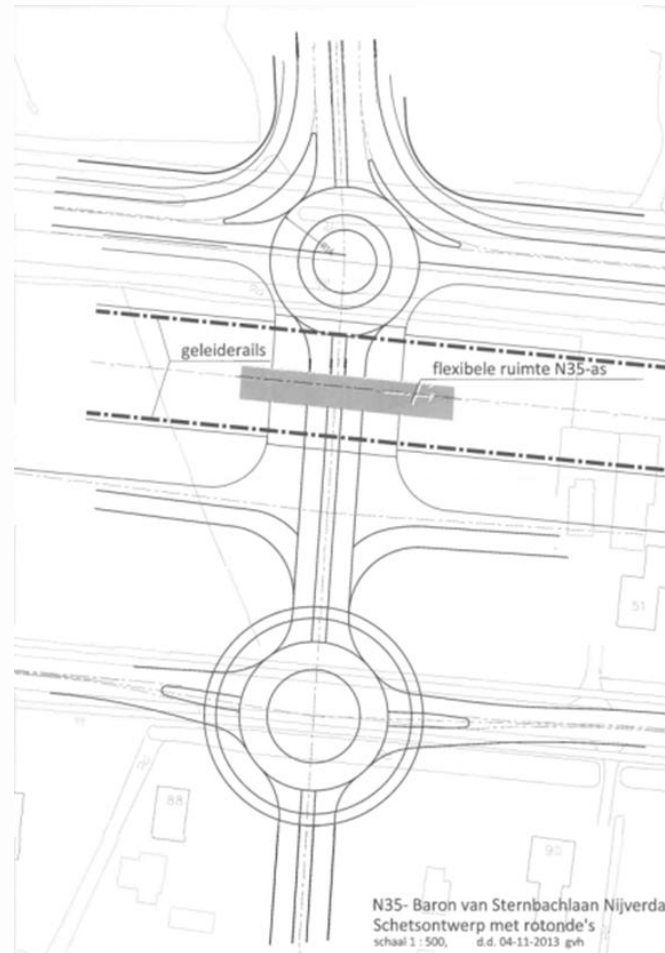 geleiderails
flexibele ruimte N35-as
51
88
90
N35- Baron van Sternbachlaan Nijverda
Schetsontwerp met rotonde's
schaal 1 : 500, d.d. 04-11-2013 gvh